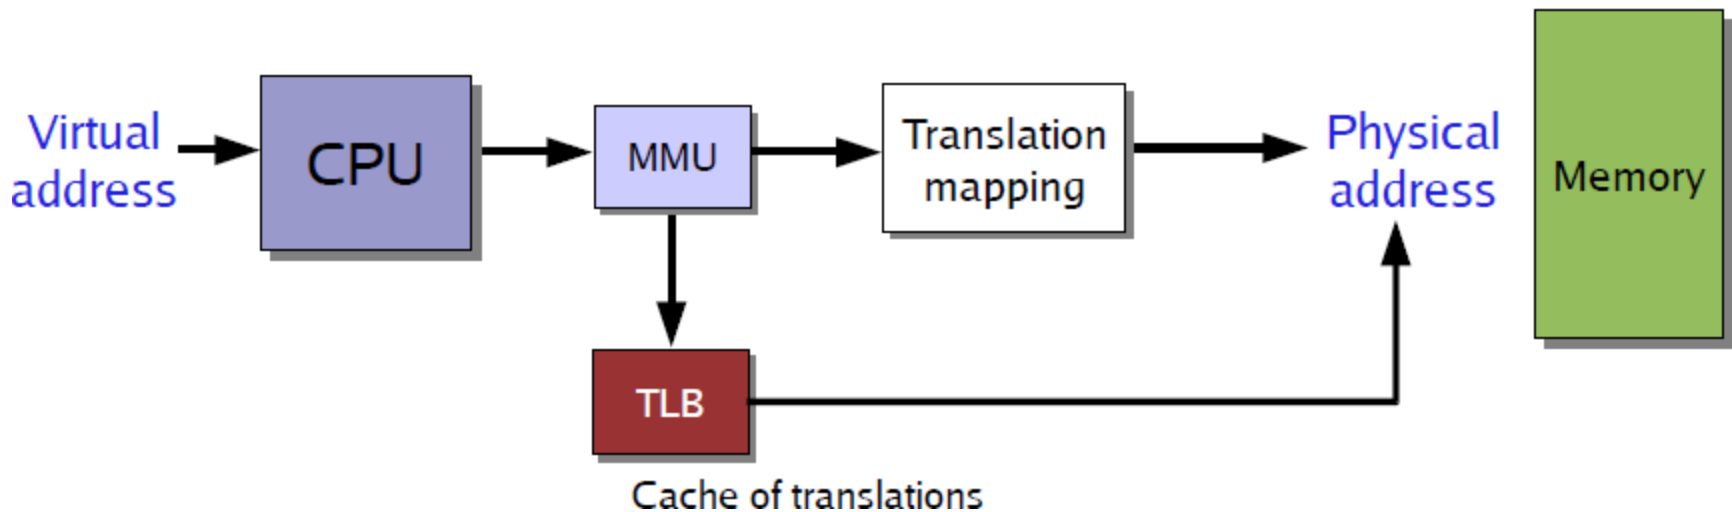 Virtual
address
CPU
MMU
Translation
mapping
Physical
address
Memory
TLB
Cache of translations